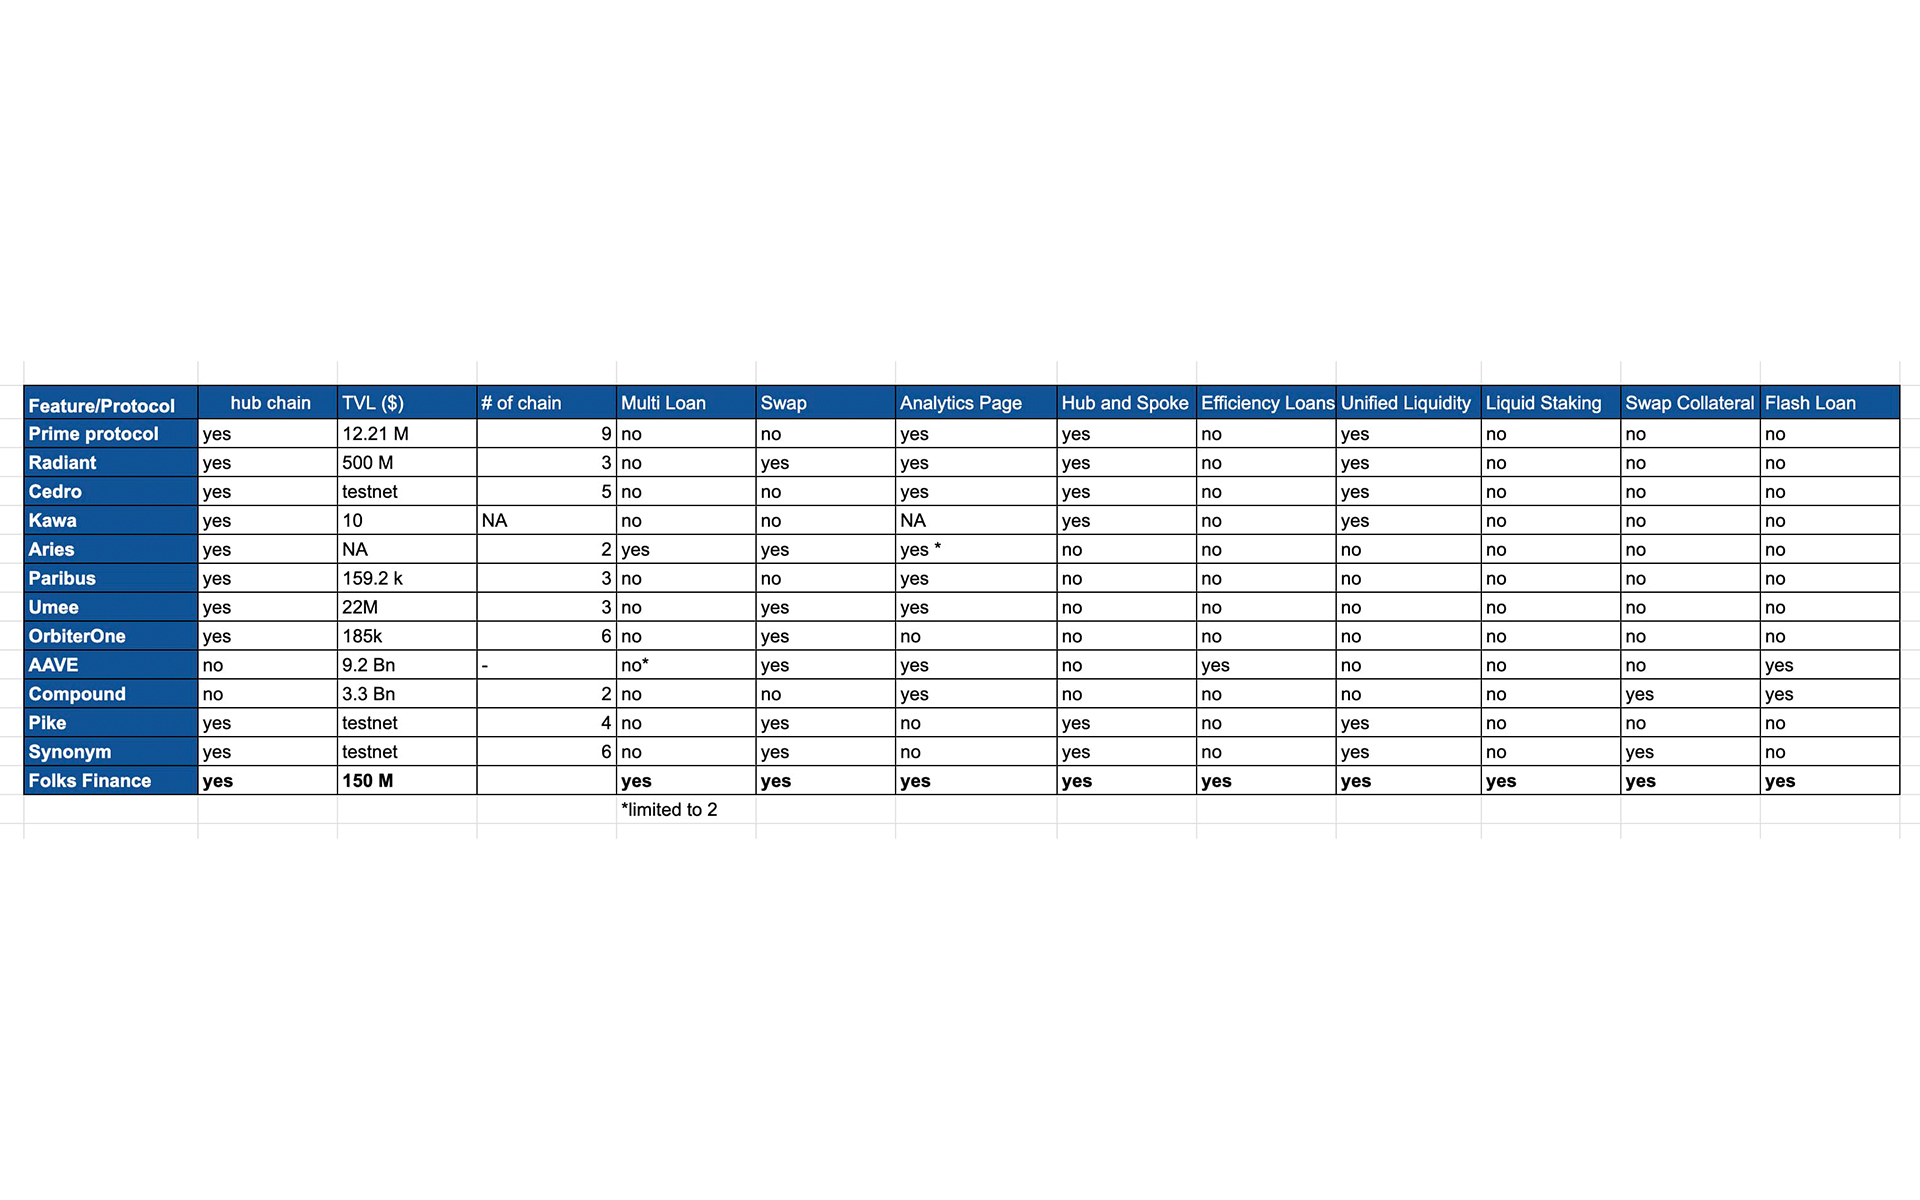 Feature/Protocol hub chain TVL ($) # of chain Multi Loan Swap Analytics Page Hub and Spoke Efficiency Loans Unified Liquidity Liquid Staking Swap Collateral Flash Loan
Prime protocol yes 12.21 M 9 no no yes yes no yes no no no
Radiant yes 500 M 3 no yes yes yes no yes no no no
Cedro yes testnet 5 no no yes yes no yes no no no
Kawa yes 10 NA no no NA yes no yes no no no
Aries yes NA 2 yes yes yes * no no no no no no
Paribus yes 159.2 k 3 no no yes no no no no no no
Umee yes 22M 3 no yes yes no no no no no no
OrbiterOne yes 185k 6 no yes no no no no no no no
AAVE no 9.2 Bn - no* yes yes no yes no no no yes
Compound no 3.3 Bn 2 no no yes no no no no yes yes
Pike yes testnet 4 no yes no yes no yes no no no
Synonym yes testnet 6 no yes no yes no yes no yes no
Folks Finance yes 150 M yes yes yes yes yes yes yes yes yes
*limited to 2